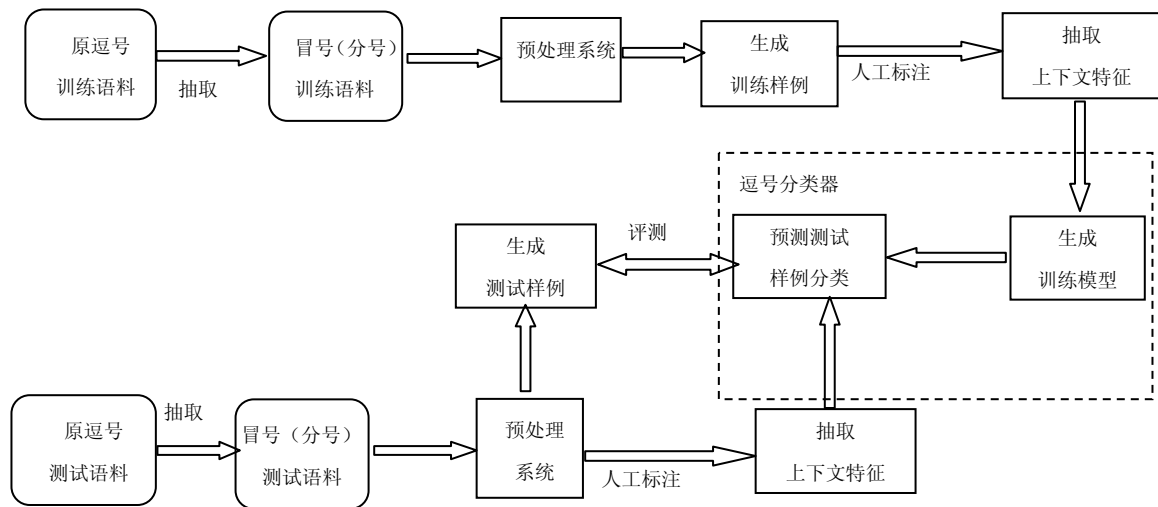 原逗号
训练语料
抽取
冒号（分号）
训练语料
预处理系统
生成
训练样例
人工标注
抽取
上下文特征
逗号分类器
生成
测试样例
评测
预测测试
样例分类
生成
训练模型
原逗号
测试语料
抽取
冒号（分号）
测试语料
预处理
系统
人工标注
抽取
上下文特征